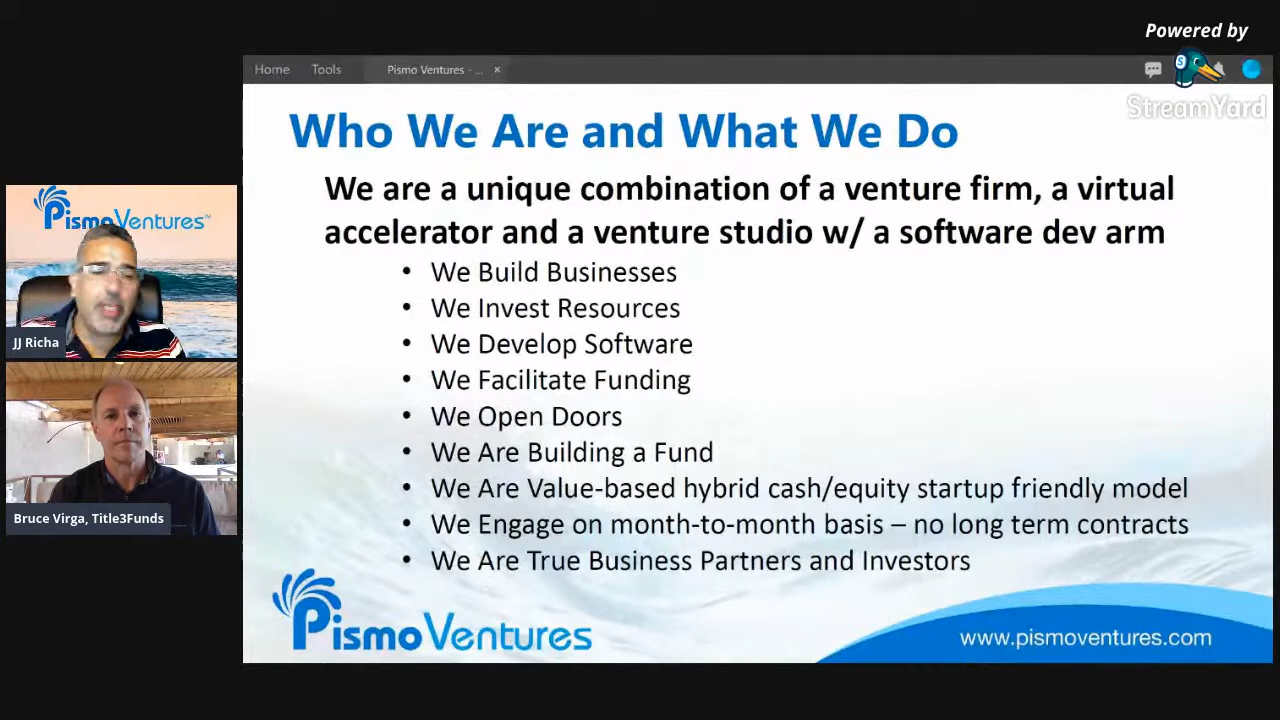 Powered by
StreamYard
Home Tools Pismo Ventures - ... ×
Who We Are and What We Do
We are a unique combination of a venture firm, a virtual
accelerator and a venture studio w/ a software dev arm
• We Build Businesses
• We Invest Resources
• We Develop Software
• We Facilitate Funding
• We Open Doors
• We Are Building a Fund
• We Are Value-based hybrid cash/equity startup friendly model
• We Engage on month-to-month basis – no long term contracts
• We Are True Business Partners and Investors
PismoVentures
www.pismoventures.com
PismoVentures™
JJ Richa
Bruce Virga, Title3Funds